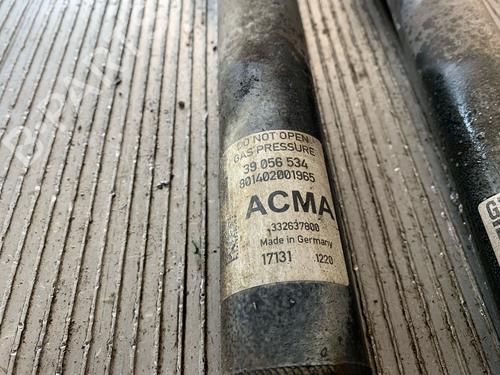 DO NOT OPEN
GAS PRESSURE
39 056 534
801402001965
ACMA
332637800
Made in Germany
17131 1220